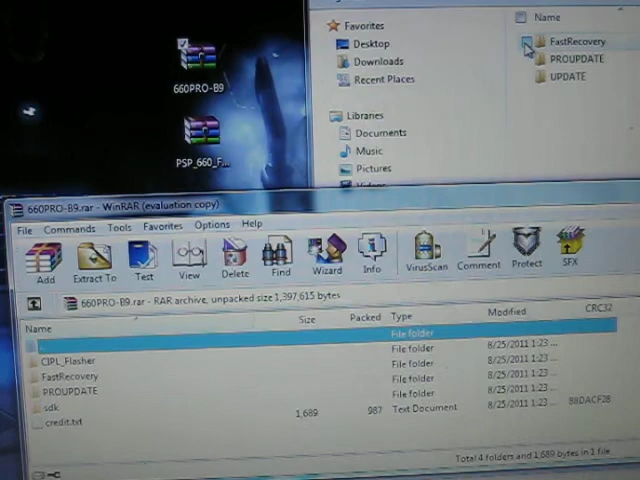 Favorites
Desktop
Downloads
Recent Places
Libraries
Documents
Music
Pictures
Videos
Name
FastRecovery
PROUPDATE
UPDATE
660PRO-B9
PSP_660_F...
660PRO-B9.rar - WinRAR (evaluation copy)
File Commands Tools Favorites Options Help
Add Extract To Test View Delete Find Wizard Info VirusScan Comment Protect SFX
660PRO-B9.rar - RAR archive, unpacked size 1,397,615 bytes
Name Size Packed Type Modified CRC32
.. File folder
CIPL_Flasher File folder 8/25/2011 1:23 ...
FastRecovery File folder 8/25/2011 1:23 ...
PROUPDATE File folder 8/25/2011 1:23 ...
sdk File folder 8/25/2011 1:23 ...
credit.txt 1,689 987 Text Document 8/25/2011 1:23 ... 88DACF28
Total 4 folders and 1,689 bytes in 1 file